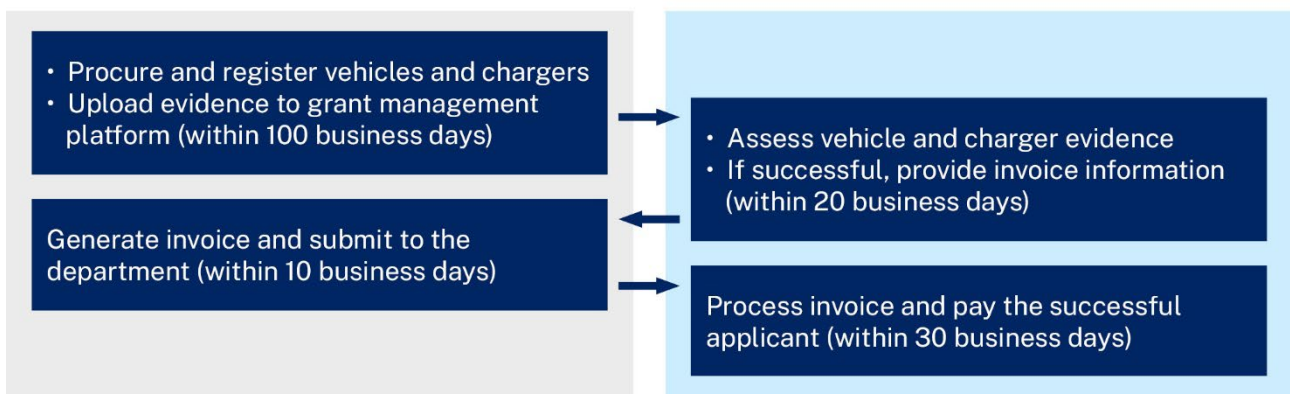 • Procure and register vehicles and chargers
• Upload evidence to grant management
platform (within 100 business days)
• Assess vehicle and charger evidence
• If successful, provide invoice information
(within 20 business days)
Generate invoice and submit to the
department (within 10 business days)
Process invoice and pay the successful
applicant (within 30 business days)